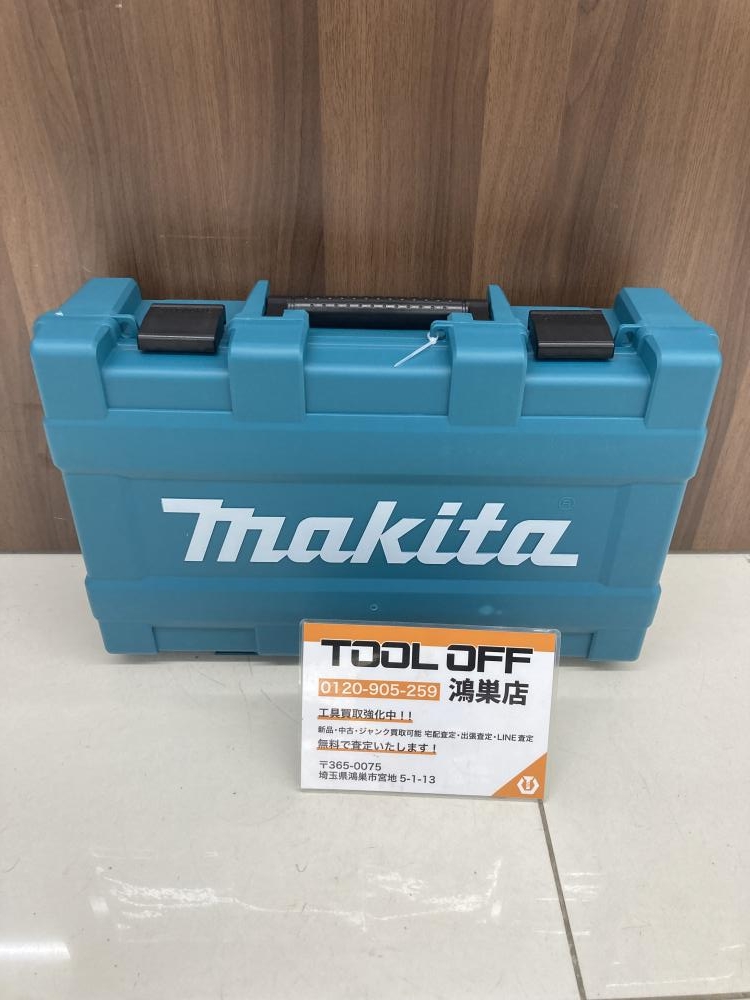 makita
TOOL OFF
0120-905-259 鴻巣店
工具買取強化中!!
新品・中古・ジャンク買取可能 宅配査定・出張査定・LINE査定
無料で査定いたします!
〒365-0075
埼玉県鴻巣市宮地 5-1-13